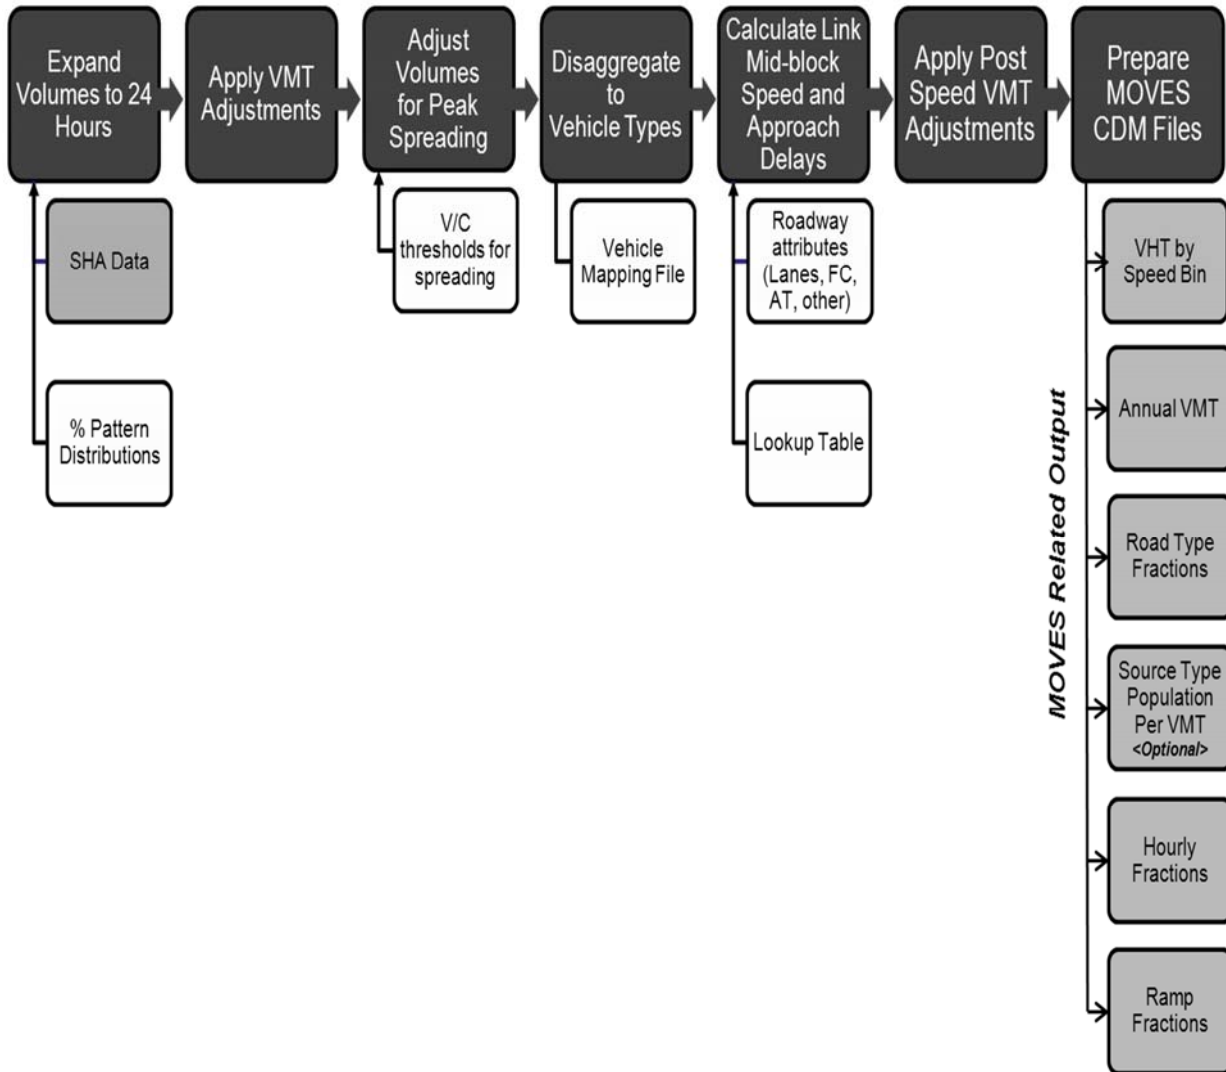 Expand
Volumes to 24
Hours
Apply VMT
Adjustments
Adjust
Volumes
for Peak
Spreading
Disaggregate
to
Vehicle Types
Calculate Link
Mid-block
Speed and
Approach
Delays
Apply Post
Speed VMT
Adjustments
Prepare
MOVES
CDM Files
SHA Data
% Pattern
Distributions
V/C
thresholds for
spreading
Vehicle
Mapping File
Roadway
attributes
(Lanes, FC,
AT, other)
Lookup Table
MOVES Related Output
VHT by
Speed Bin
Annual VMT
Road Type
Fractions
Source Type
Population
Per VMT
<Optional>
Hourly
Fractions
Ramp
Fractions